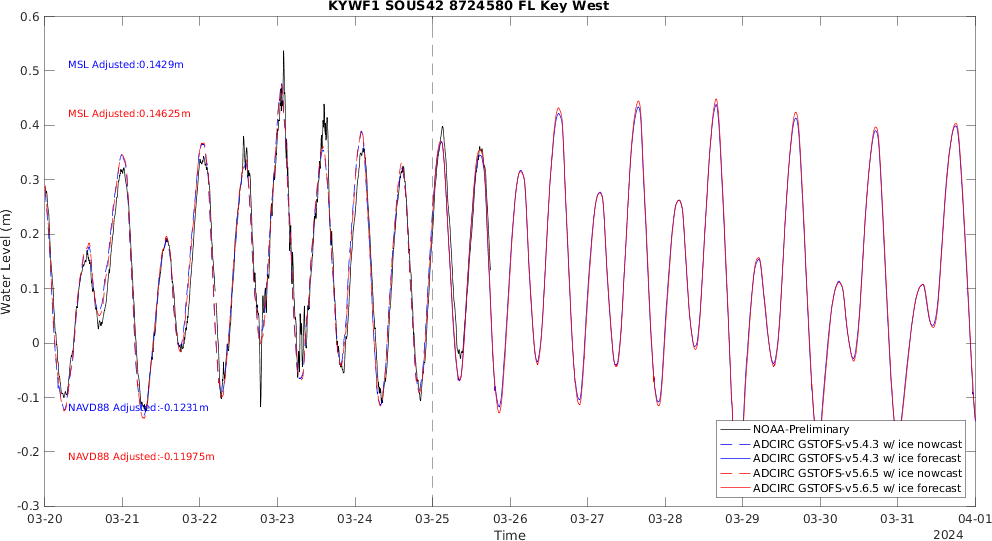 KYWF1 SOUS42 8724580 FL Key West
0.6
0.5
0.4
0.3
0.2
0.1
0
-0.1
-0.2
-0.3
Water Level (m)
MSL Adjusted:0.1429m
MSL Adjusted:0.14625m
NAVD88 Adjusted:-0.1231m
NAVD88 Adjusted:-0.11975m
NOAA-Preliminary
ADCIRC GSTOFS-v5.4.3 w/ ice nowcast
ADCIRC GSTOFS-v5.4.3 w/ ice forecast
ADCIRC GSTOFS-v5.6.5 w/ ice nowcast
ADCIRC GSTOFS-v5.6.5 w/ ice forecast
03-20 03-21 03-22 03-23 03-24 03-25 03-26 03-27 03-28 03-29 03-30 03-31 04-01
Time
2024